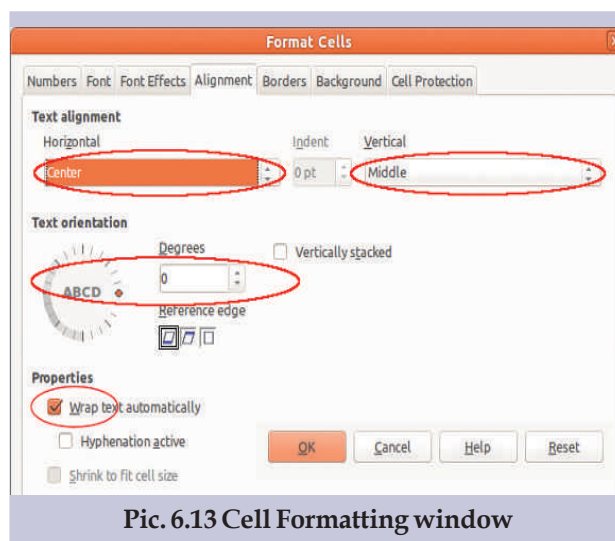 Format Cells
Numbers Font Font Effects Alignment Borders Background Cell Protection
Text alignment
Horizontal Indent Vertical
Center 0 pt Middle
Text orientation
Degrees Vertically stacked
ABCD 0
Reference edge
Properties
Wrap text automatically
Hyphenation active
OK Cancel Help Reset
Shrink to fit cell size
Pic. 6.13 Cell Formatting window